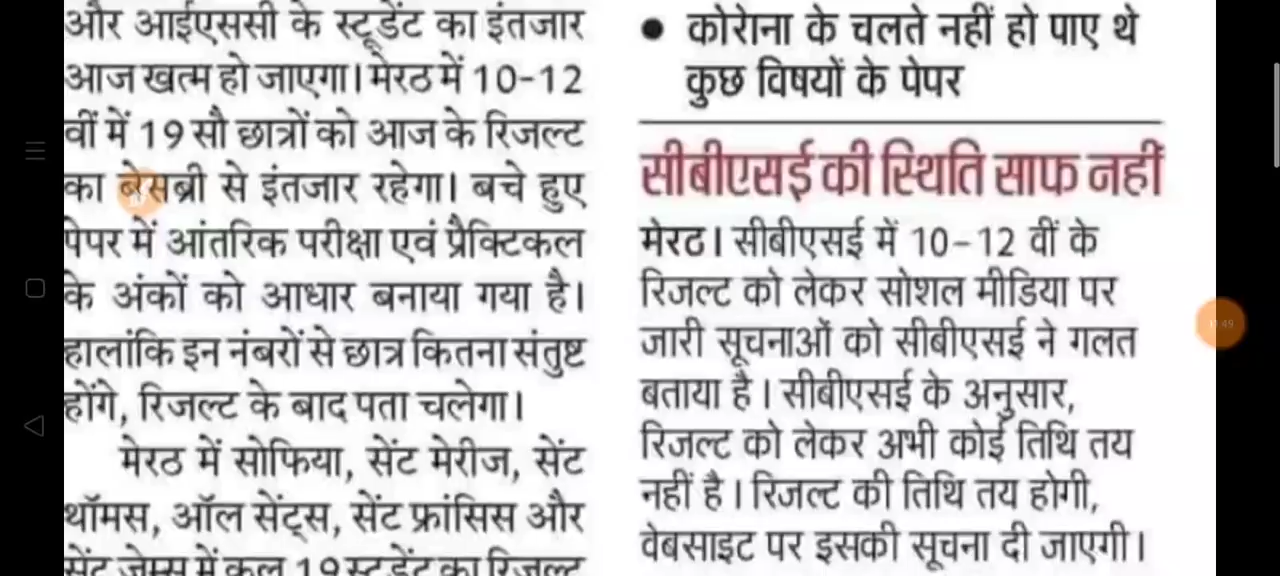 और आईएससी के स्टूडेंट का इंतजार
आज खत्म हो जाएगा। मेरठ में 10-12
वीं में 19 सौ छात्रों को आज के रिजल्ट
का बेसब्री से इंतजार रहेगा। बचे हुए
पेपर में आंतरिक परीक्षा एवं प्रैक्टिकल
के अंकों को आधार बनाया गया है।
हालांकि इन नंबरों से छात्र कितना संतुष्ट
होंगे, रिजल्ट के बाद पता चलेगा।
मेरठ में सोफिया, सेंट मेरीज, सेंट
थॉमस, ऑल सेंट्स, सेंट फ्रांसिस और
सेंट जेम्स में कुल 19 स्टूडेंट का रिजल्ट
● कोरोना के चलते नहीं हो पाए थे
कुछ विषयों के पेपर
सीबीएसई की स्थिति साफ नहीं
मेरठ। सीबीएसई में 10-12 वीं के
रिजल्ट को लेकर सोशल मीडिया पर
जारी सूचनाओं को सीबीएसई ने गलत
बताया है। सीबीएसई के अनुसार,
रिजल्ट को लेकर अभी कोई तिथि तय
नहीं है। रिजल्ट की तिथि तय होगी,
वेबसाइट पर इसकी सूचना दी जाएगी।